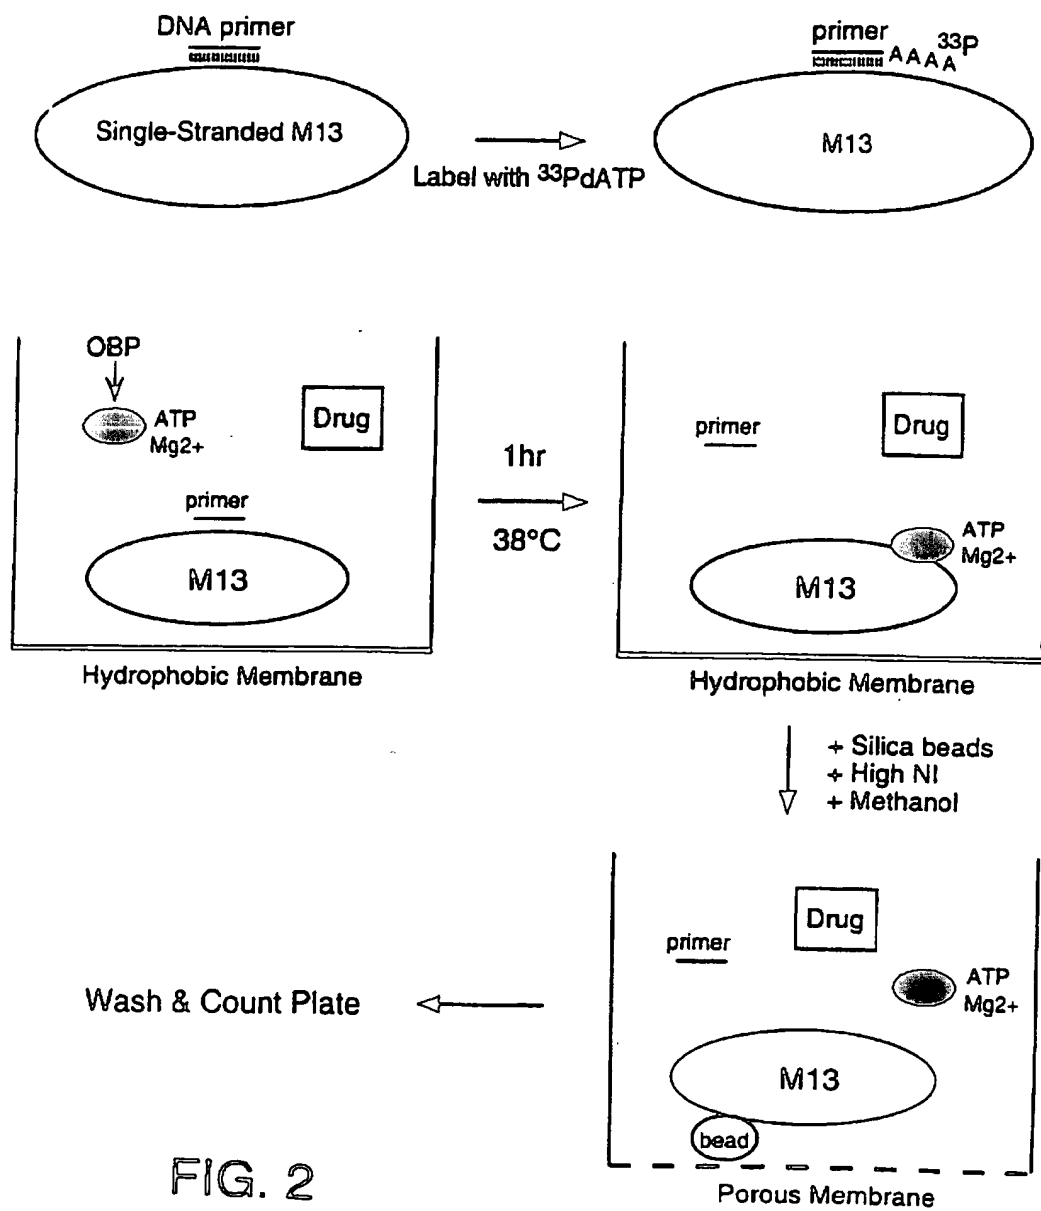 DNA primer
Single-Stranded M13
Label with ³³PdATP
primer
A A A A ³³P
M13
OBP
ATP
Mg2+
Drug
primer
M13
Hydrophobic Membrane
1hr
38°C
primer
Drug
ATP
Mg2+
M13
Hydrophobic Membrane
+ Silica beads
+ High NI
+ Methanol
Drug
primer
ATP
Mg2+
M13
bead
Porous Membrane
Wash & Count Plate
FIG. 2